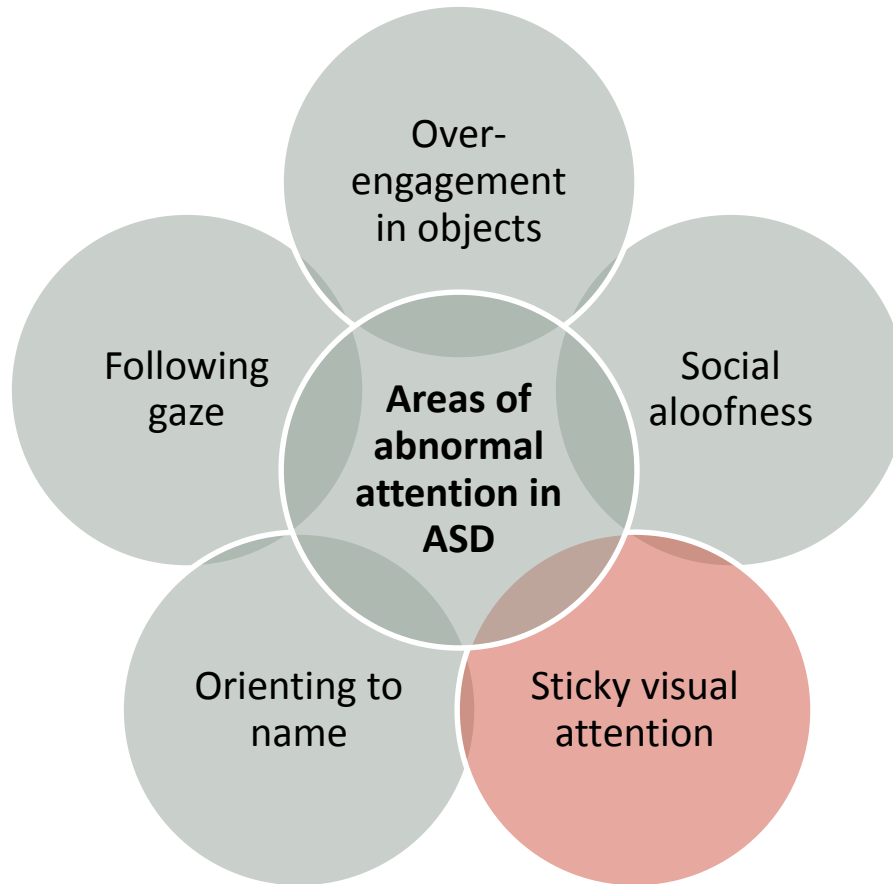 Over-
engagement
in objects
Following
gaze
Areas of
abnormal
attention in
ASD
Social
aloofness
Orienting to
name
Sticky visual
attention